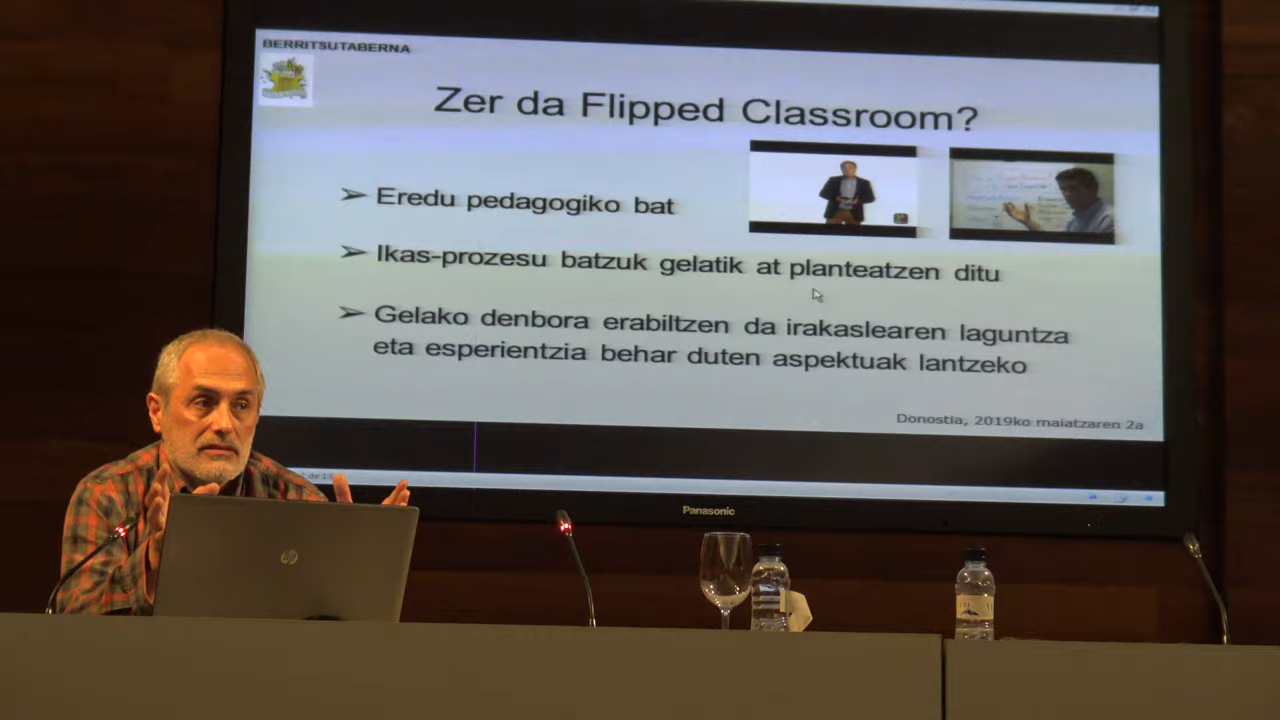 BERRITSUTABERNA
Zer da Flipped Classroom?
➢ Eredu pedagogiko bat
➢ Ikas-prozesu batzuk gelatik at planteatzen ditu
➢ Gelako denbora erabiltzen da irakaslearen laguntza
eta esperientzia behar duten aspektuak lantzeko
Donostia, 2019ko maiatzaren 2a
Panasonic
hp